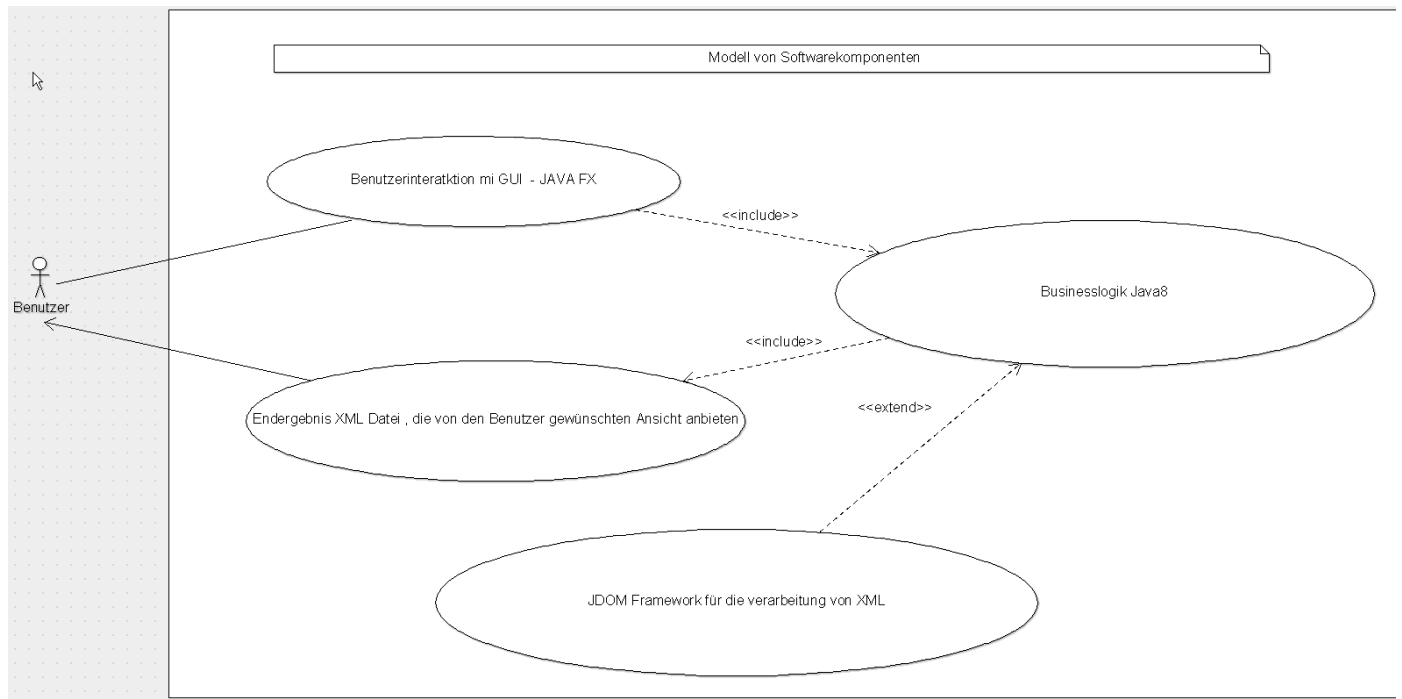 Modell von Softwarekomponenten
Benutzerinteratktion mi GUI - JAVA FX
<<include>>
Benutzer
Businesslogik Java8
<<include>>
<<extend>>
Endergebnis XML Datei , die von den Benutzer gewünschten Ansicht anbieten
JDOM Framework für die verarbeitung von XML